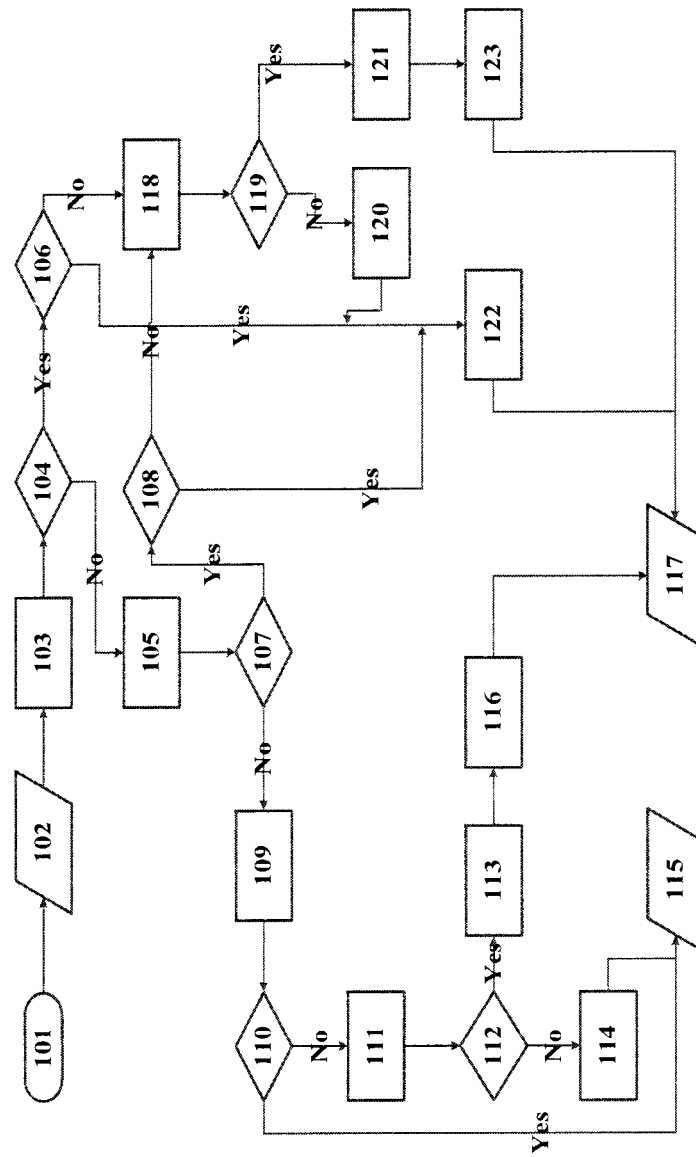 101
102
103
104
Yes
106
No
No
105
118
108
No
Yes
107
Yes
119
Yes
No
120
121
123
Yes
122
No
109
110
No
111
112
Yes
113
116
117
No
114
115
Yes